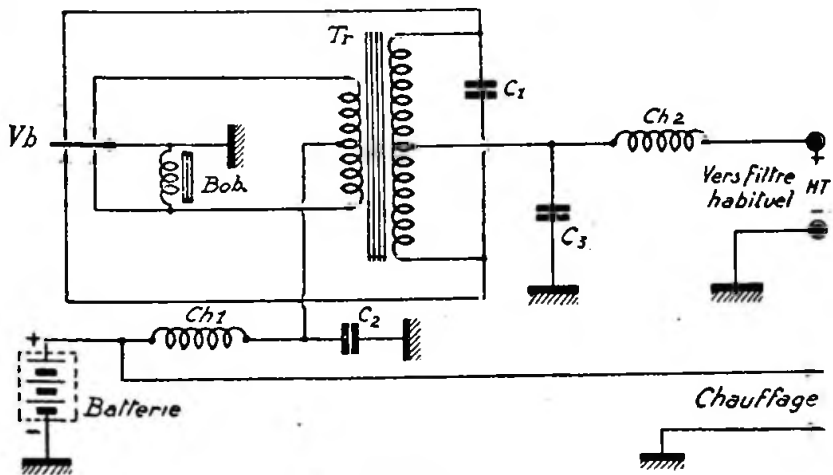 Tr
C1
Vb
Bob.
Ch2
+
Vers filtre
habituel
HT
-
C3
Ch1
C2
+
Batterie
-
Chauffage